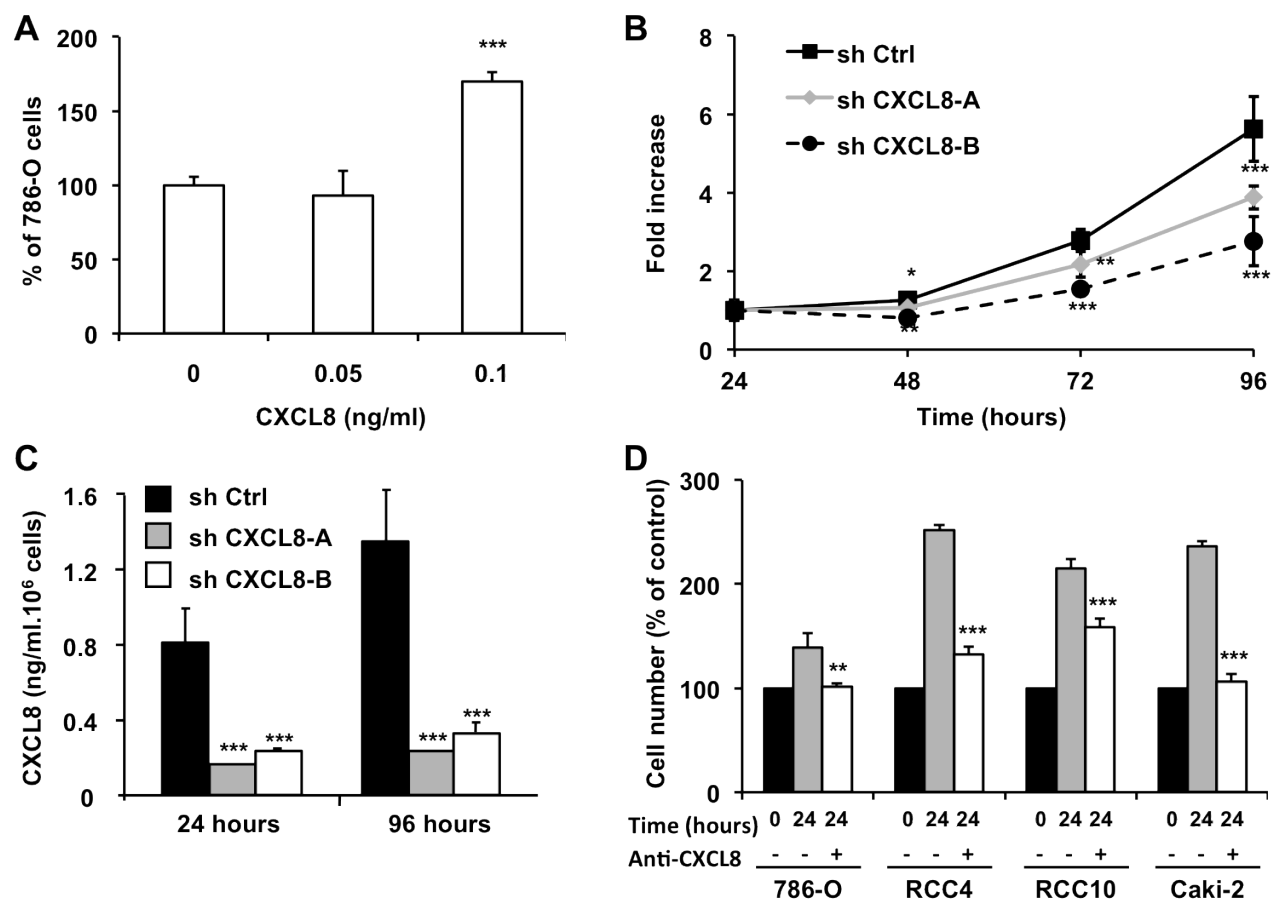 A
200
150
100
50
0
% of 786-O cells
***
0 0.05 0.1
CXCL8 (ng/ml)
B
8
6
4
2
0
Fold increase
sh Ctrl
sh CXCL8-A
sh CXCL8-B
*
**
**
***
***
***
24 48 72 96
Time (hours)
C
1.6
1.2
0.8
0.4
0
CXCL8 (ng/ml.10⁶ cells)
sh Ctrl
sh CXCL8-A
sh CXCL8-B
*** ***
*** ***
24 hours 96 hours
D
300
200
100
0
Cell number (% of control)
**
***
***
***
Time (hours) 0 24 24 0 24 24 0 24 24 0 24 24
Anti-CXCL8 - - + - - + - - + - - +
786-O RCC4 RCC10 Caki-2